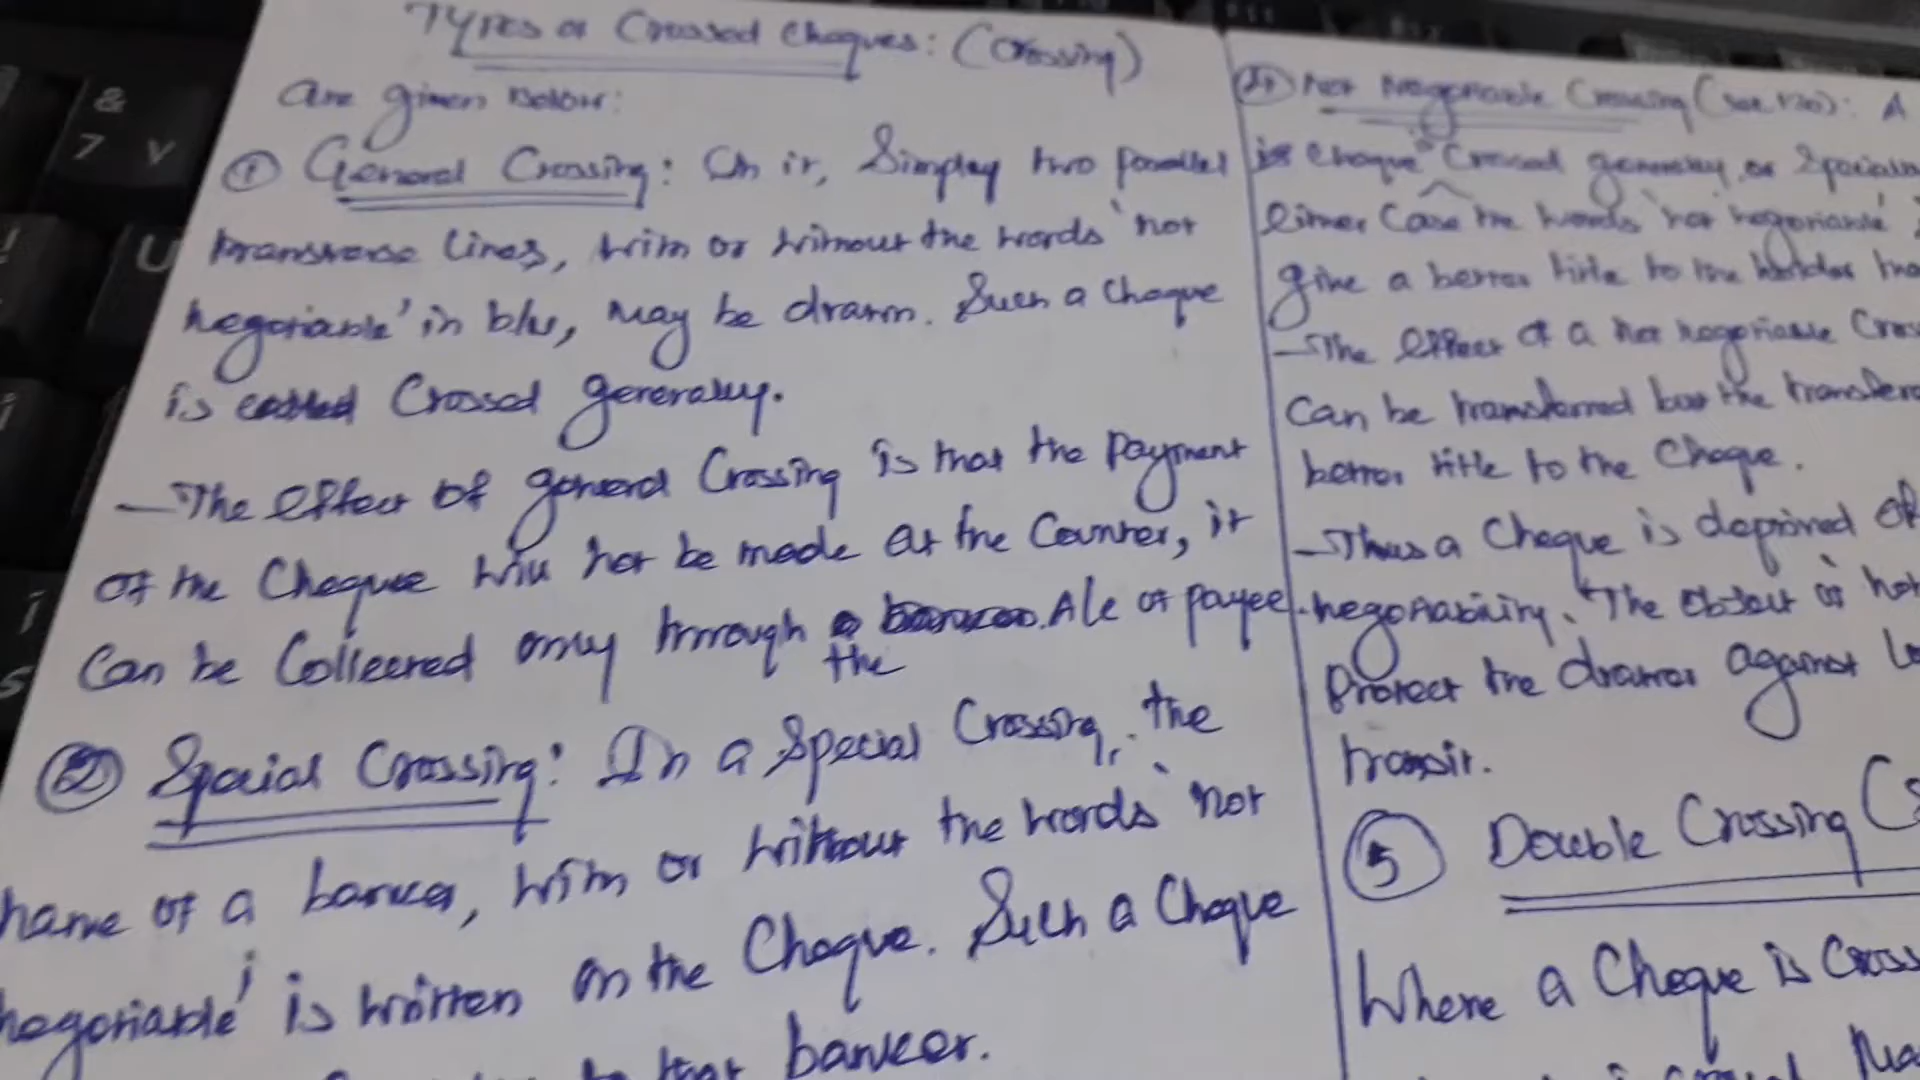 Types of Crossed Cheques: (Crossing)
are given below:
① General Crossing: In it, Simply two parallel
transverse lines, with or without the words 'not
negotiable' in b/w, may be drawn. Such a Cheque
is called Crossed generally.
— The effect of general Crossing is that the payment
of the Cheque will not be made at the Counter, it
Can be Collected only through the A/c of payee.
② Special Crossing: In a Special Crossing, the
name of a banker, with or without the words 'not
negotiable' is written on the Cheque. Such a Cheque
to that banker.
Not Negotiable Crossing (Sec 130): A
Cheque Crossed generally or Specially
either Case the words 'not negotiable'
give a better title to the holder
— The effect of a not negotiable
Can be transferred but the
better title to the Cheque.
— Thus a Cheque is deprived of
negotiability. The object is
Protect the drawer against
transit.
⑤ Double Crossing (
Where a Cheque is
&
7
V
U